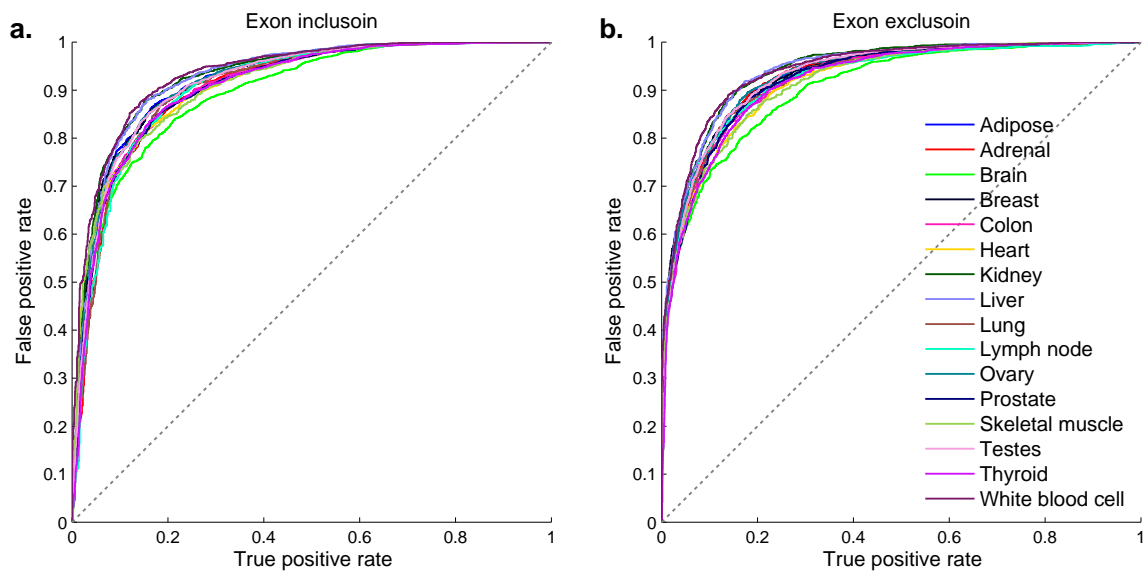 a.
Exon inclusoin
1
0.9
0.8
0.7
0.6
0.5
0.4
0.3
0.2
0.1
0
False positive rate
0 0.2 0.4 0.6 0.8 1
True positive rate
b.
Exon exclusoin
1
0.9
0.8
0.7
0.6
0.5
0.4
0.3
0.2
0.1
0
False positive rate
0 0.2 0.4 0.6 0.8 1
True positive rate
Adipose
Adrenal
Brain
Breast
Colon
Heart
Kidney
Liver
Lung
Lymph node
Ovary
Prostate
Skeletal muscle
Testes
Thyroid
White blood cell